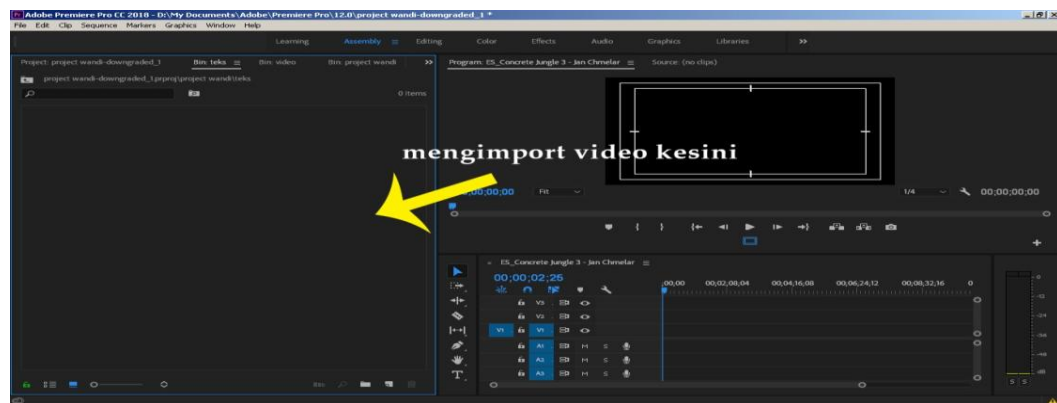 Adobe Premiere Pro CC 2018 - D:\My Documents\Adobe\Premiere Pro\12.0\project wandi-downgraded_1 *
File Edit Clip Sequence Markers Graphics Window Help
Learning Assembly Editing Color Effects Audio Graphics Libraries
Project: project wandi-downgraded_1 Bin: teks Bin: video Bin: project wandi
Program: ES_Concrete Jungle 3 - Jan Chmelar Source: (no clips)
project wandi-downgraded_1.prproj\project wandi\teks
0 Items
mengimport video kesini
00;00;00 Fit 1/4 00;00;00;00
ES_Concrete Jungle 3 - Jan Chmelar
00;00;02;25
;00;00 00;02;08;04 00;04;16;08 00;06;24;12 00;08;32;16 0
V3
V2
V1 V1
A1 M S
A2 M S
A3 M S
T
S S